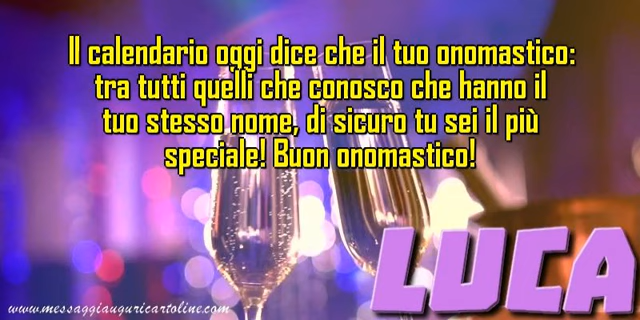 Il calendario oggi dice che il tuo onomastico:
tra tutti quelli che conosco che hanno il
tuo stesso nome, di sicuro tu sei il più
speciale! Buon onomastico!
LUCA
www.messaggiauguricartoline.com